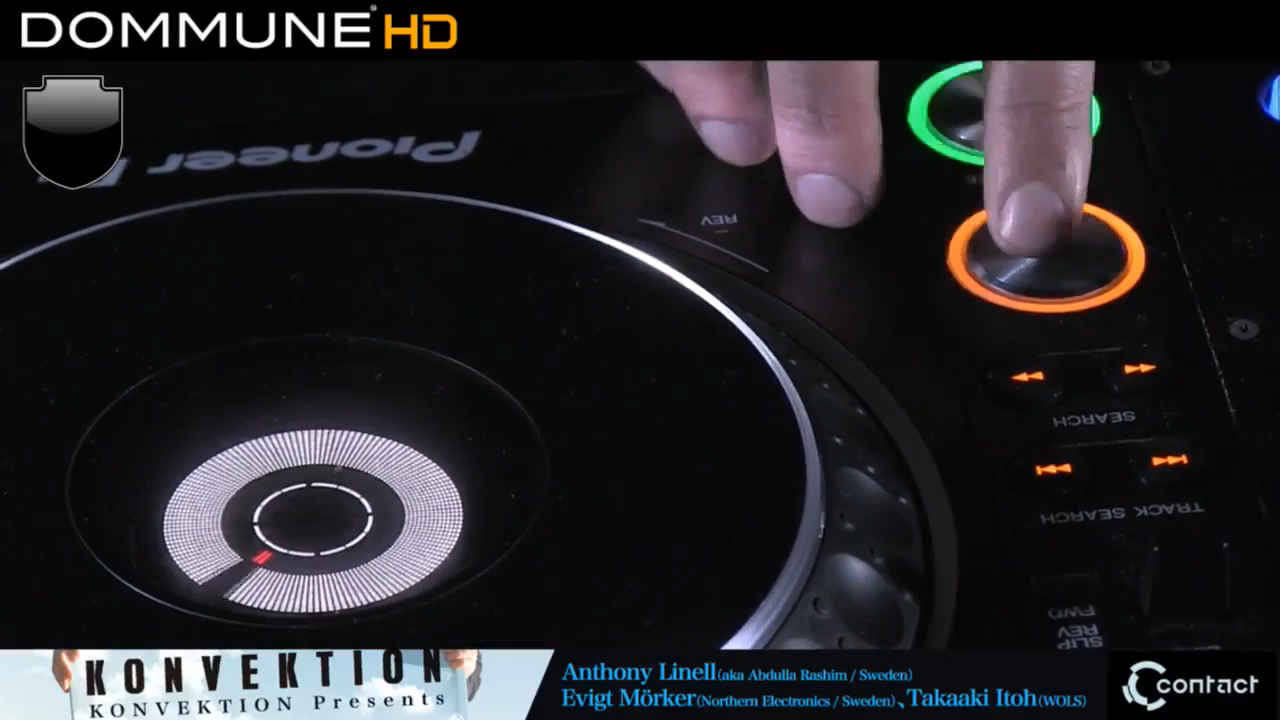 DOMMUNE HD
Pioneer
REV
SEARCH
TRACK SEARCH
FWD
REV
SLIP
KONVEKTION
KONVEKTION Presents
Anthony Linell (aka Abdulla Rashim / Sweden)
Evigt Mörker (Northern Electronics / Sweden)、Takaaki Itoh (WOLS)
contact